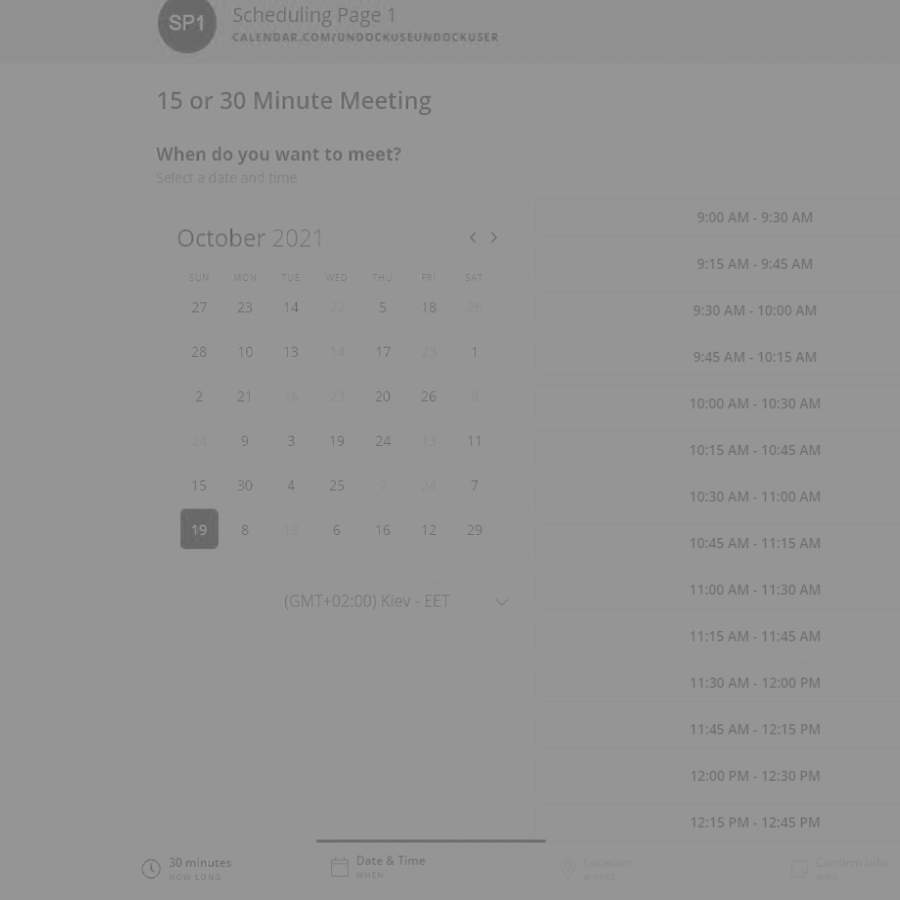 SP1
Scheduling Page 1
CALENDAR.COM/UNDOCKUSEUNDOCKUSER
15 or 30 Minute Meeting
When do you want to meet?
Select a date and time
October 2021
SUN MON TUE WED THU FRI SAT
27 23 14 22 5 18 26
28 10 13 14 17 23 1
2 21 16 23 20 26 8
24 9 3 19 24 13 11
15 30 4 25 7 24 7
19 8 19 6 16 12 29
(GMT+02:00) Kiev - EET
9:00 AM - 9:30 AM
9:15 AM - 9:45 AM
9:30 AM - 10:00 AM
9:45 AM - 10:15 AM
10:00 AM - 10:30 AM
10:15 AM - 10:45 AM
10:30 AM - 11:00 AM
10:45 AM - 11:15 AM
11:00 AM - 11:30 AM
11:15 AM - 11:45 AM
11:30 AM - 12:00 PM
11:45 AM - 12:15 PM
12:00 PM - 12:30 PM
12:15 PM - 12:45 PM
30 minutes
HOW LONG
Date & Time
WHEN
Location
WHERE
Confirm Info
WHO